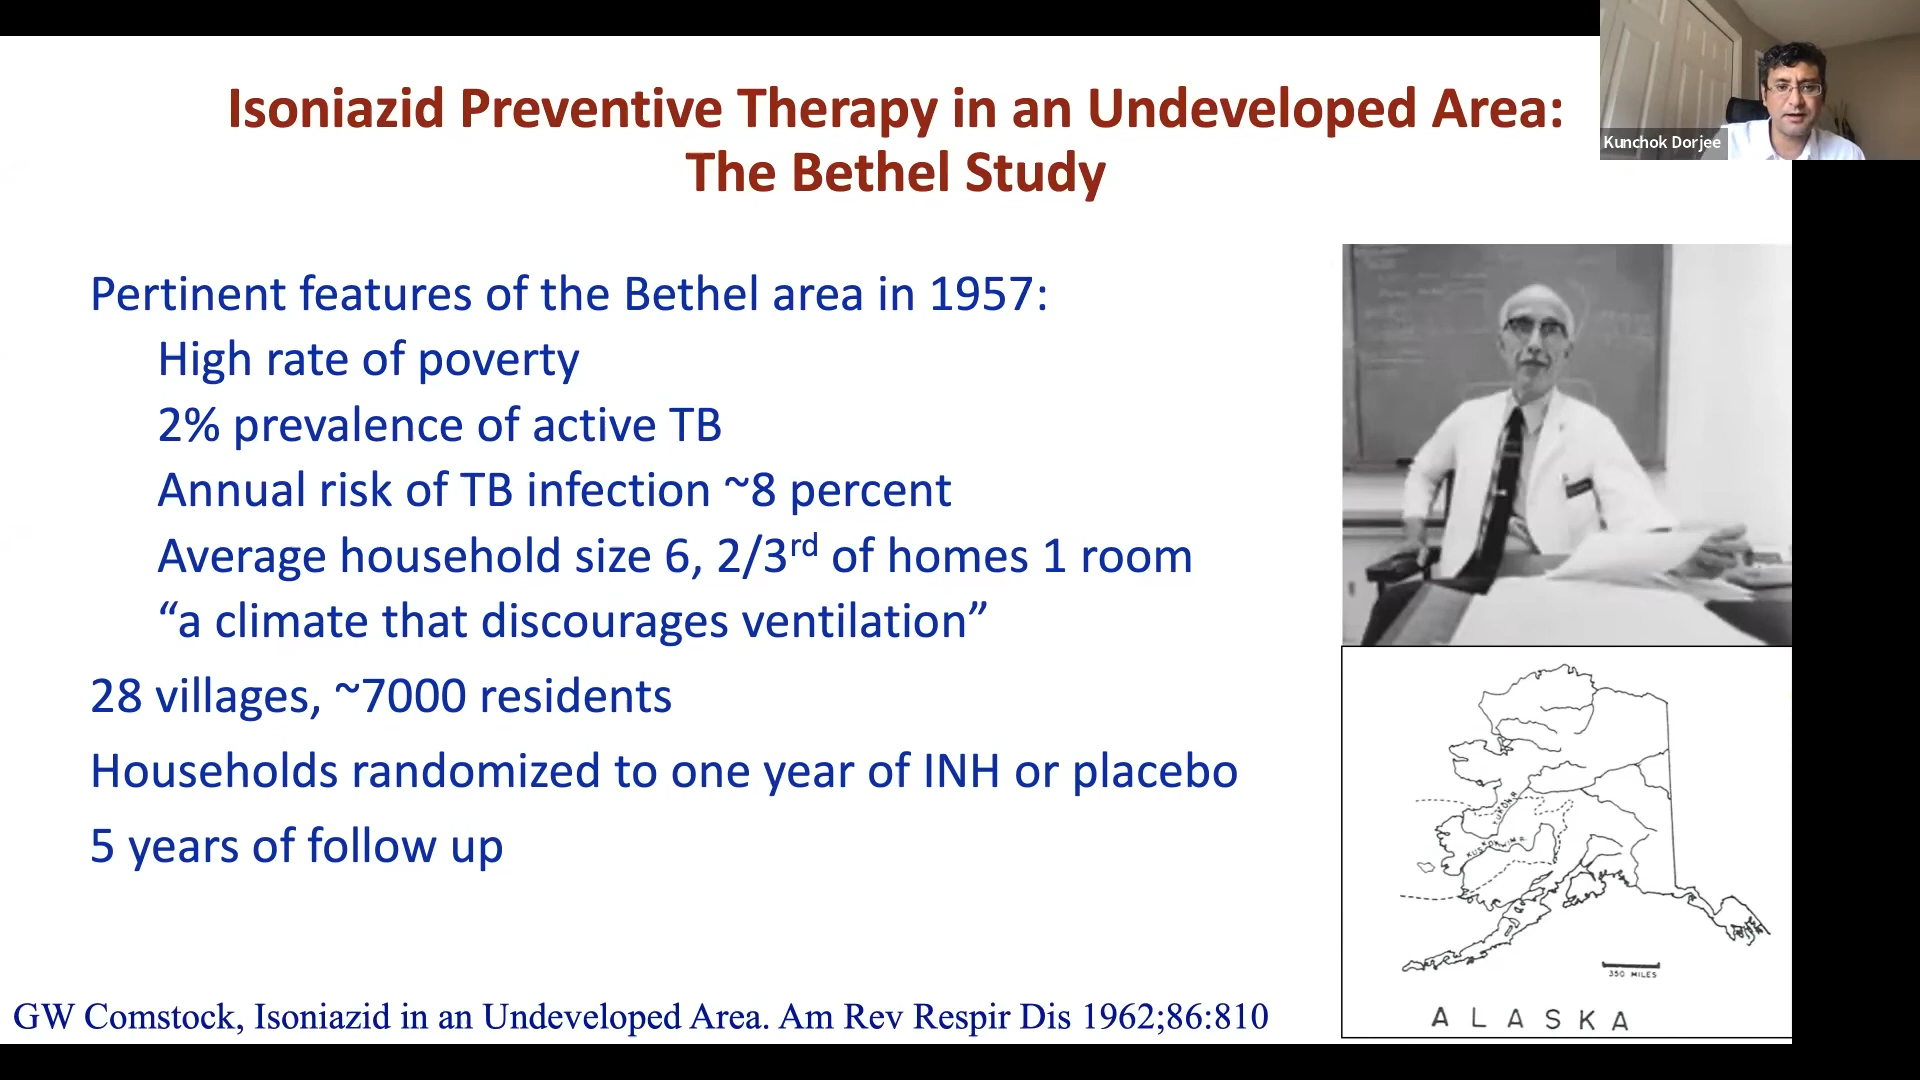 Isoniazid Preventive Therapy in an Undeveloped Area:
The Bethel Study
Kunchok Dorjee
Pertinent features of the Bethel area in 1957:
High rate of poverty
2% prevalence of active TB
Annual risk of TB infection ~8 percent
Average household size 6, 2/3rd of homes 1 room
“a climate that discourages ventilation”
28 villages, ~7000 residents
Households randomized to one year of INH or placebo
5 years of follow up
YUKON R
KUSKOKWIM R.
350 MILES
ALASKA
GW Comstock, Isoniazid in an Undeveloped Area. Am Rev Respir Dis 1962;86:810